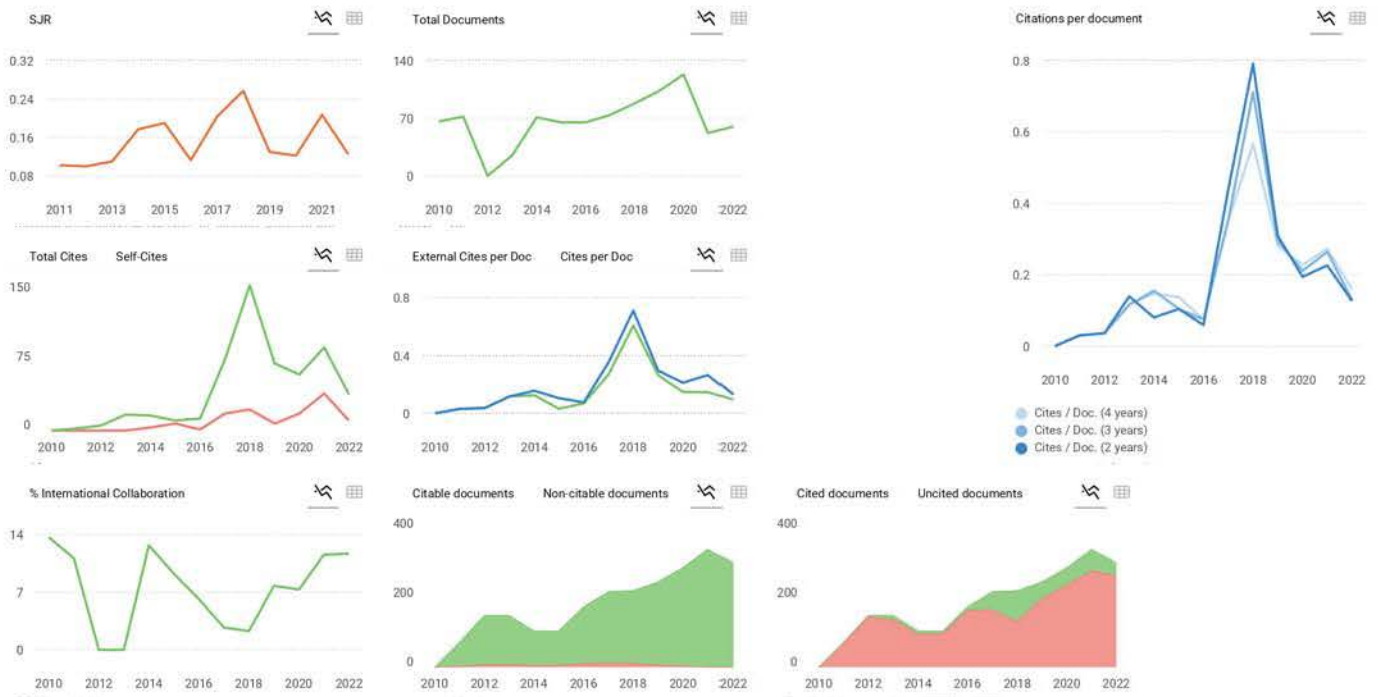 SJR
0.32
0.24
0.16
0.08
2011 2013 2015 2017 2019 2021
Total Documents
140
70
0
2010 2012 2014 2016 2018 2020 2022
Citations per document
0.8
0.6
0.4
0.2
0
2010 2012 2014 2016 2018 2020 2022
Cites / Doc. (4 years)
Cites / Doc. (3 years)
Cites / Doc. (2 years)
Total Cites Self-Cites
150
75
0
2010 2012 2014 2016 2018 2020 2022
External Cites per Doc Cites per Doc
0.8
0.4
0
2010 2012 2014 2016 2018 2020 2022
% International Collaboration
14
7
0
2010 2012 2014 2016 2018 2020 2022
Citable documents Non-citable documents
400
200
0
2010 2012 2014 2016 2018 2020 2022
Cited documents Uncited documents
400
200
0
2010 2012 2014 2016 2018 2020 2022